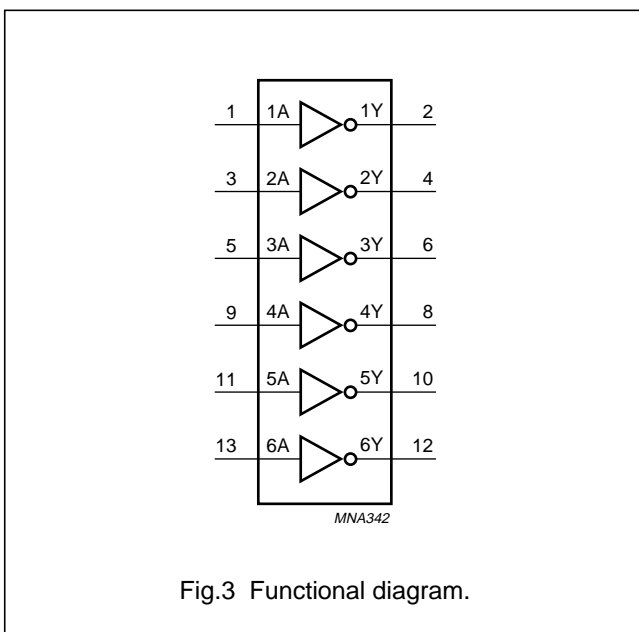 1 1A 1Y 2
3 2A 2Y 4
5 3A 3Y 6
9 4A 4Y 8
11 5A 5Y 10
13 6A 6Y 12
MNA342
Fig.3 Functional diagram.